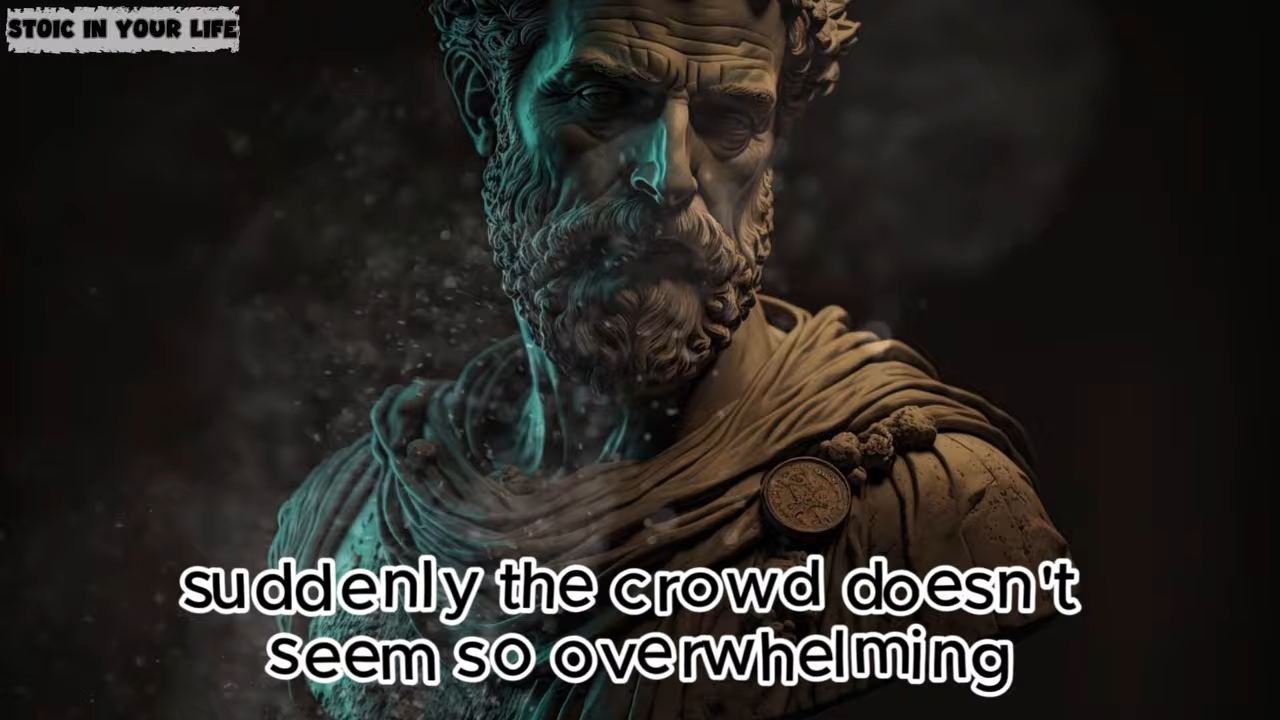 STOIC IN YOUR LIFE
suddenly the crowd doesn't
seem so overwhelming